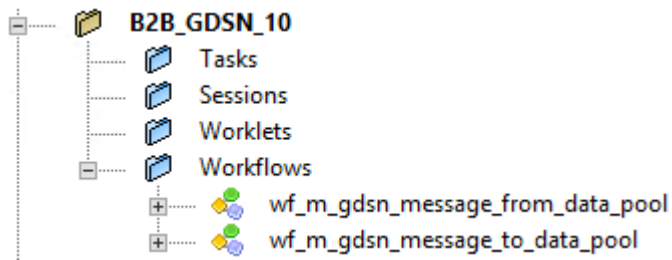 B2B_GDSN_10
Tasks
Sessions
Worklets
Workflows
wf_m_gdsn_message_from_data_pool
wf_m_gdsn_message_to_data_pool